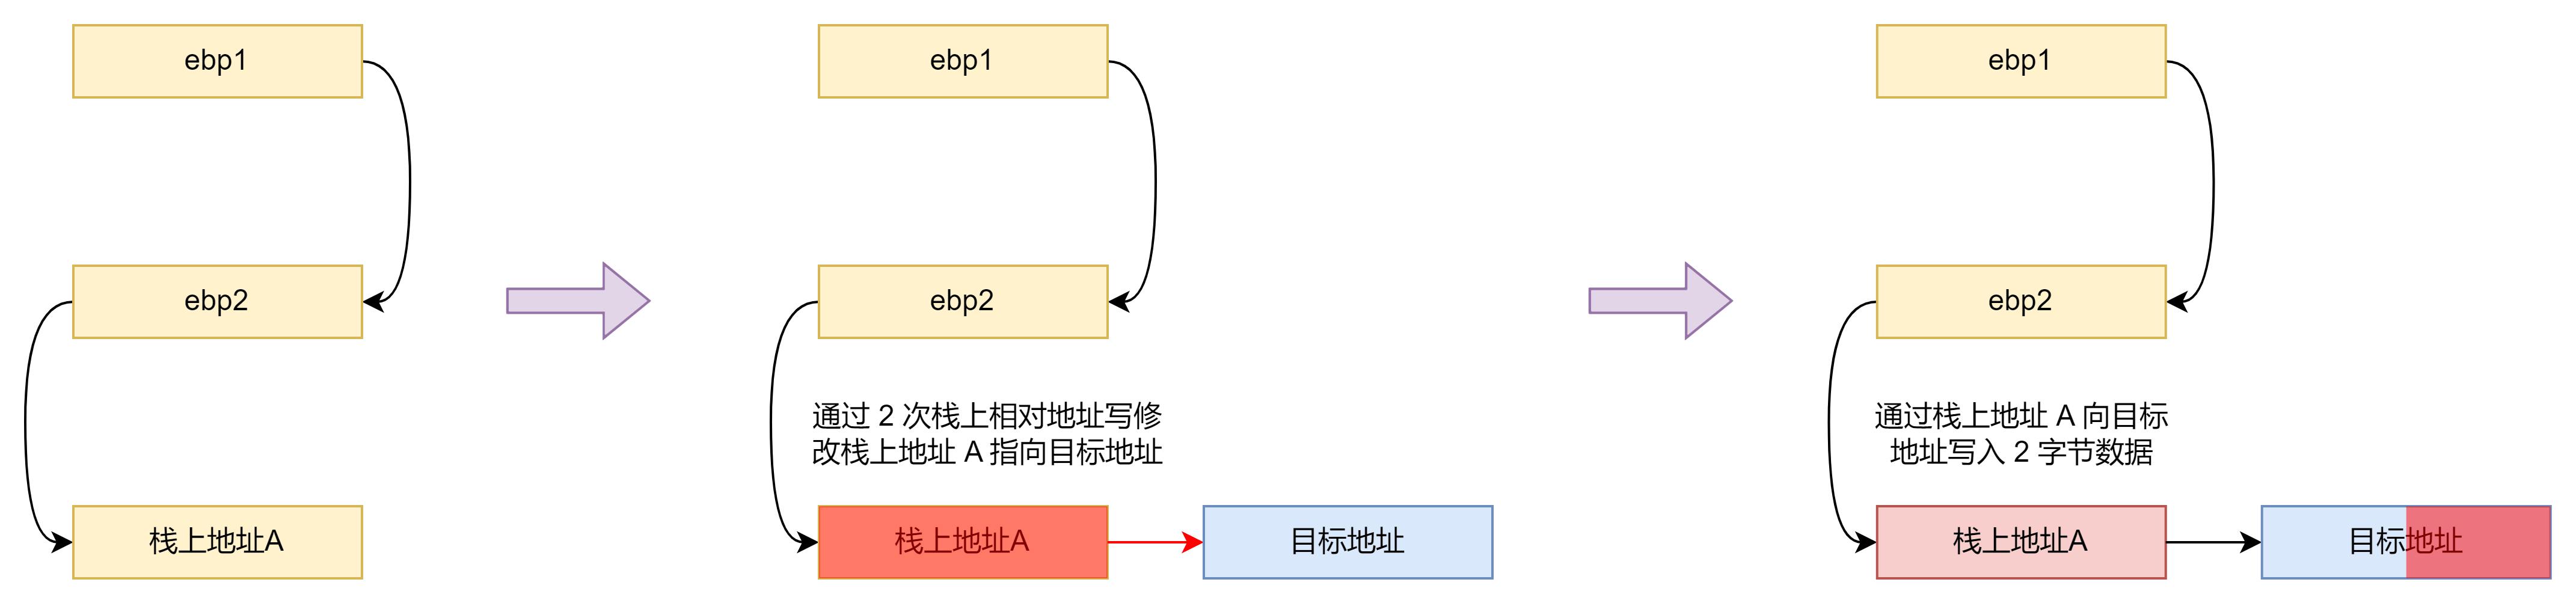 ebp1
ebp2
栈上地址A
ebp1
ebp2
通过 2 次栈上相对地址写修
改栈上地址 A 指向目标地址
栈上地址A
目标地址
ebp1
ebp2
通过栈上地址 A 向目标
地址写入 2 字节数据
栈上地址A
目标地址